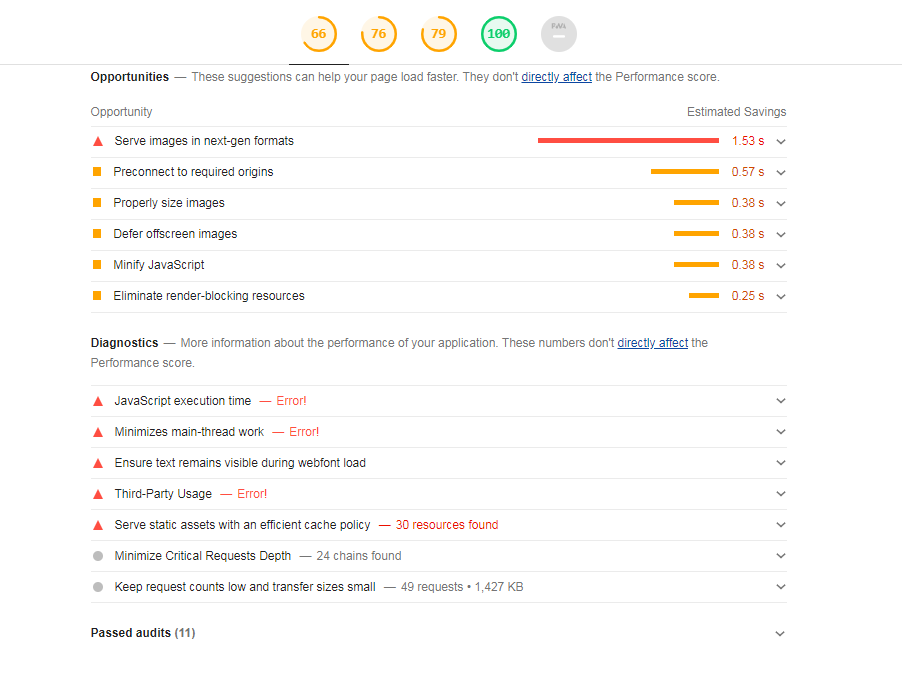 66 76 79 100 PWA
Opportunities — These suggestions can help your page load faster. They don't directly affect the Performance score.
Opportunity Estimated Savings
Serve images in next-gen formats 1.53 s
Preconnect to required origins 0.57 s
Properly size images 0.38 s
Defer offscreen images 0.38 s
Minify JavaScript 0.38 s
Eliminate render-blocking resources 0.25 s
Diagnostics — More information about the performance of your application. These numbers don't directly affect the
Performance score.
JavaScript execution time — Error!
Minimizes main-thread work — Error!
Ensure text remains visible during webfont load
Third-Party Usage — Error!
Serve static assets with an efficient cache policy — 30 resources found
Minimize Critical Requests Depth — 24 chains found
Keep request counts low and transfer sizes small — 49 requests • 1,427 KB
Passed audits (11)